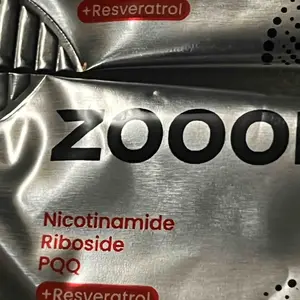 +Resveratrol
ZOOO
Nicotinamide
Riboside
PQQ
+Resveratrol